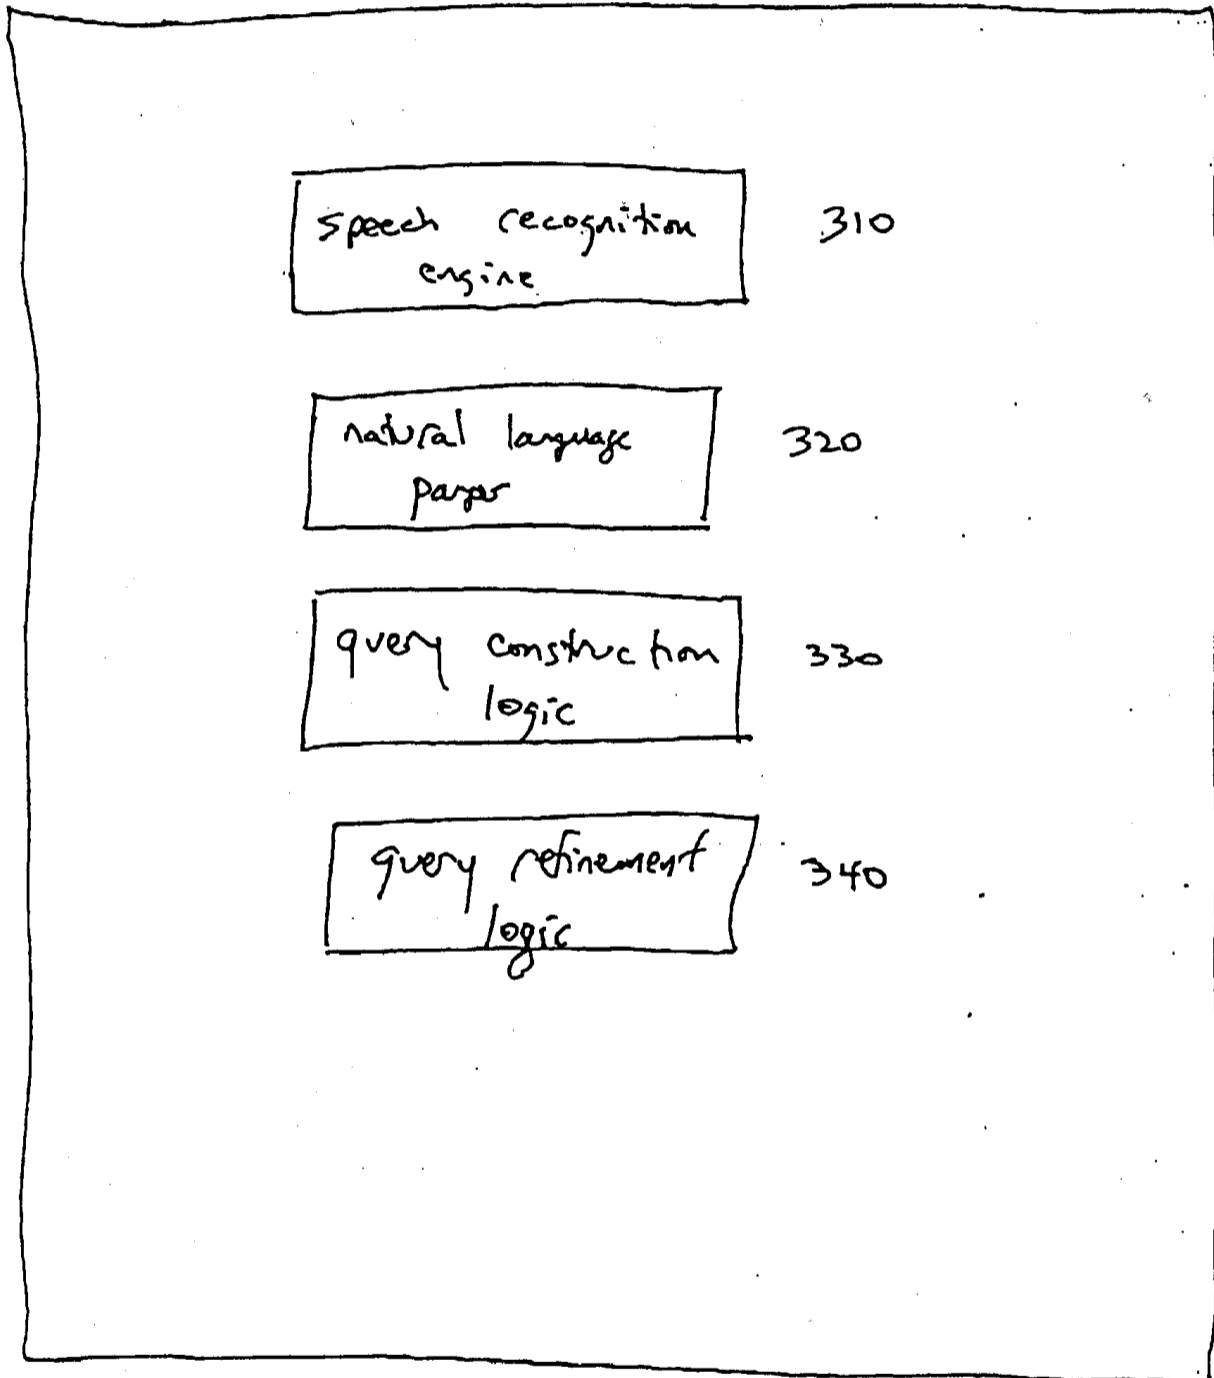 speech recognition 310
engine
natural language 320
parser
query construction 330
logic
query refinement 340
logic